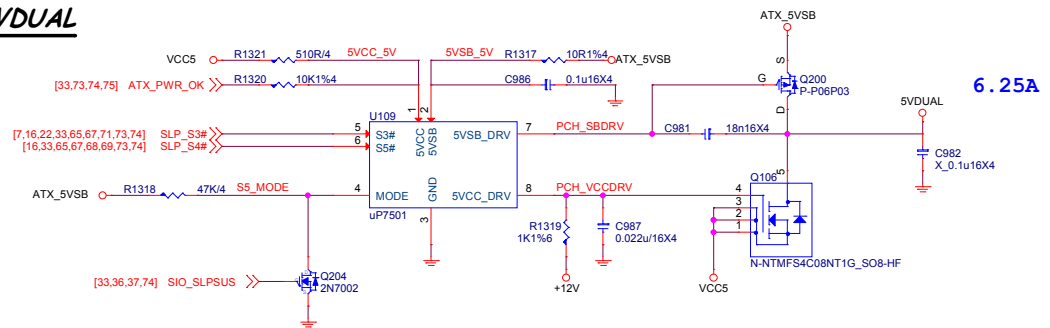 VDUAL
ATX_5VSB
VCC5 R1321 510R/4 5VCC_5V 5VSB_5V R1317 10R1%4 ATX_5VSB
[33,73,74,75] ATX_PWR_OK R1320 10K1%4 C986 0.1u16X4
S
G
D
Q200
P-P06P03
6.25A
5VDUAL
1 2
U109
[7,16,22,33,65,67,71,73,74] SLP_S3# 5 S3# 5VCC 5VSB 5VSB_DRV 7 PCH_SBDRV C981 18n16X4
[16,33,65,67,68,69,73,74] SLP_S4# 6 S5#
C982
X_0.1u16X4
ATX_5VSB R1318 47K/4 S5_MODE 4 MODE GND 5VCC_DRV 8 PCH_VCCDRV 4
Q106 5
3
2
1
uP7501 3
R1319
1K1%6
C987
0.022u/16X4
N-NTMFS4C08NT1G_SO8-HF
[33,36,37,74] SIO_SLPSUS
Q204
2N7002
+12V
VCC5